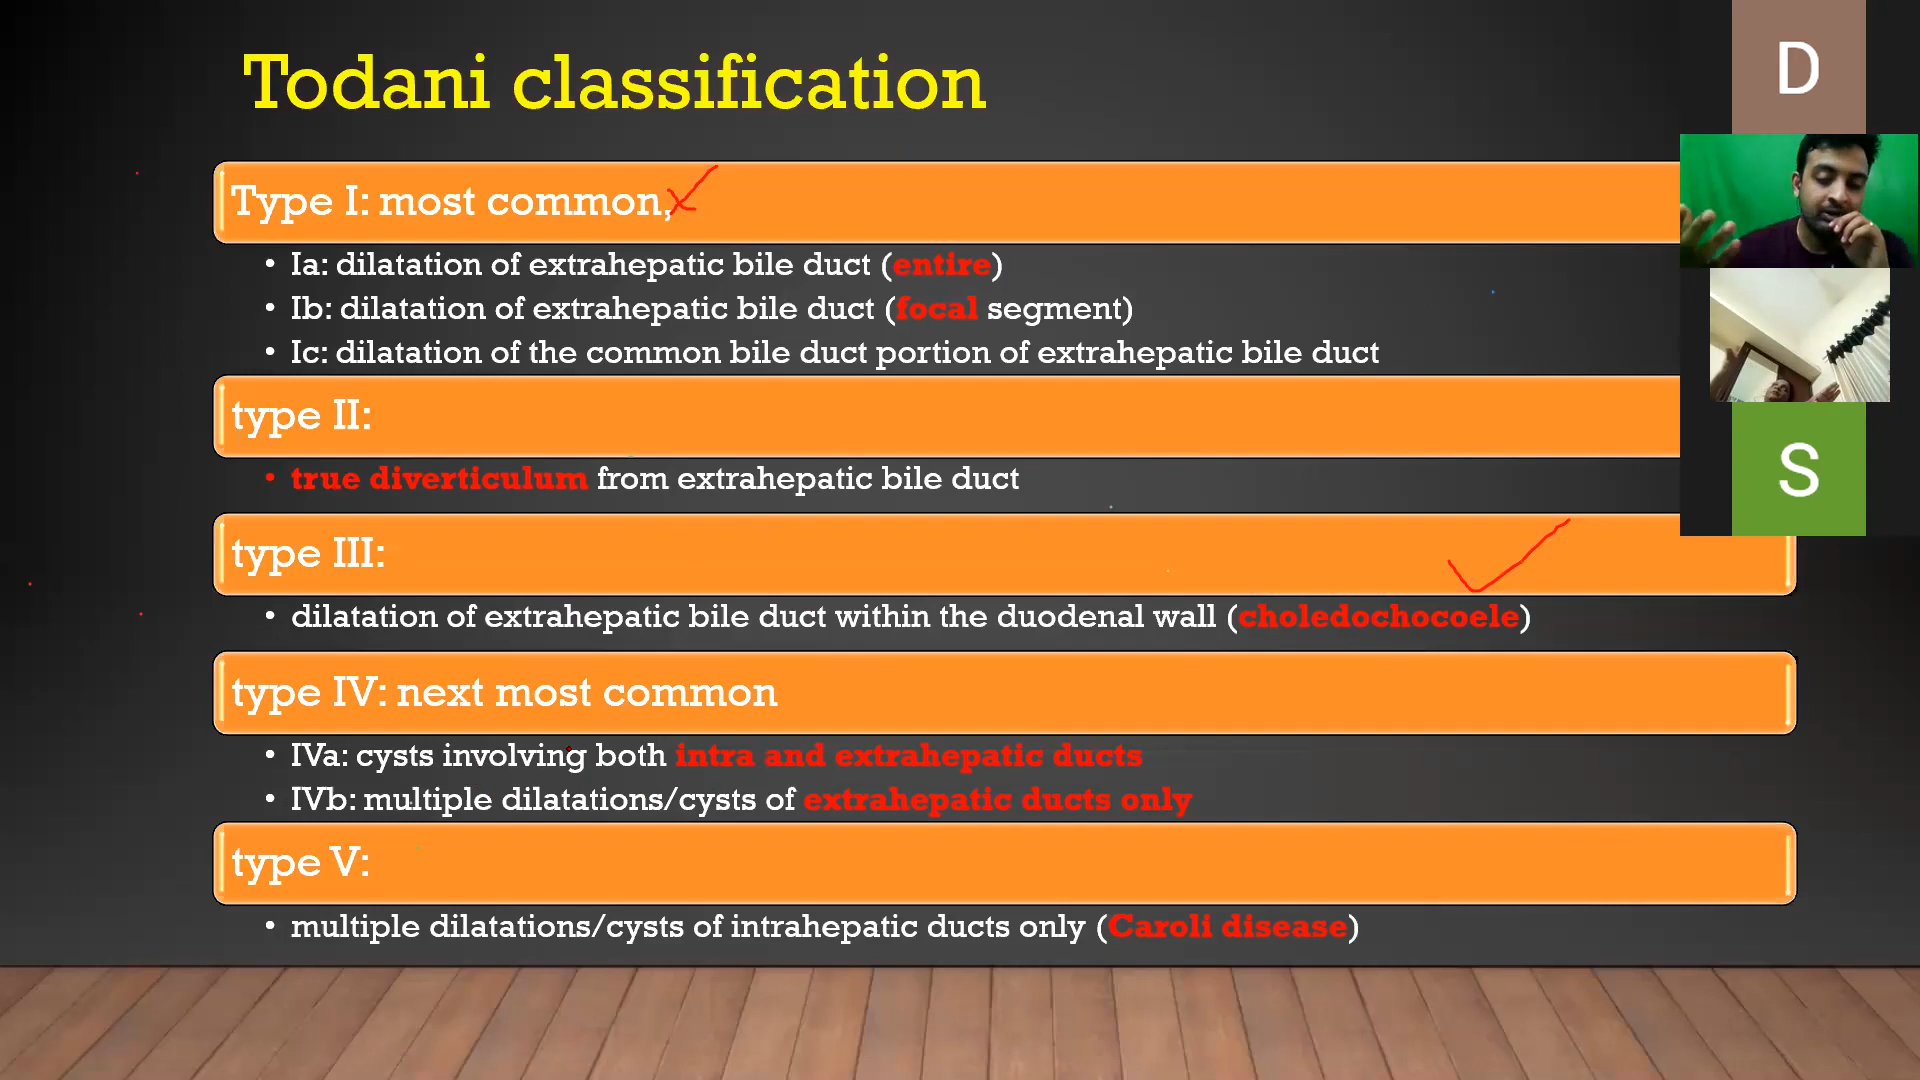 Todani classification
Type I: most common,
• Ia: dilatation of extrahepatic bile duct (entire)
• Ib: dilatation of extrahepatic bile duct (focal segment)
• Ic: dilatation of the common bile duct portion of extrahepatic bile duct
type II:
• true diverticulum from extrahepatic bile duct
type III:
• dilatation of extrahepatic bile duct within the duodenal wall (choledochocoele)
type IV: next most common
• IVa: cysts involving both intra and extrahepatic ducts
• IVb: multiple dilatations/cysts of extrahepatic ducts only
type V:
• multiple dilatations/cysts of intrahepatic ducts only (Caroli disease)
D
S